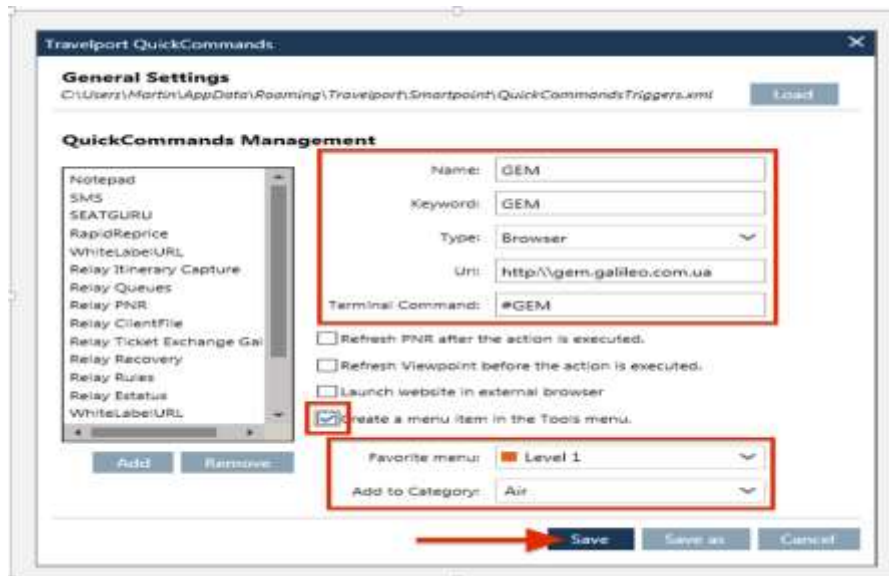 Travelport QuickCommands
General Settings
C:\Users\Martin\AppData\Roaming\Travelport\Smartpoint\QuickCommandsTriggers.xml
Load
QuickCommands Management
Notepad
SMS
SEATGURU
RapidReprice
WhiteLabelURL
Relay Itinerary Capture
Relay Queues
Relay PNR
Relay ClientFile
Relay Ticket Exchange Gal
Relay Recovery
Relay Rules
Relay Estatus
WhiteLabelURL
Add Remove
Name: GEM
Keyword: GEM
Type: Browser
Uri: http:\\gem.galileo.com.ua
Terminal Command: #GEM
Refresh PNR after the action is executed.
Refresh Viewpoint before the action is executed.
Launch website in external browser
Create a menu item in the Tools menu.
Favorite menu: Level 1
Add to Category: Air
Save Save as Cancel